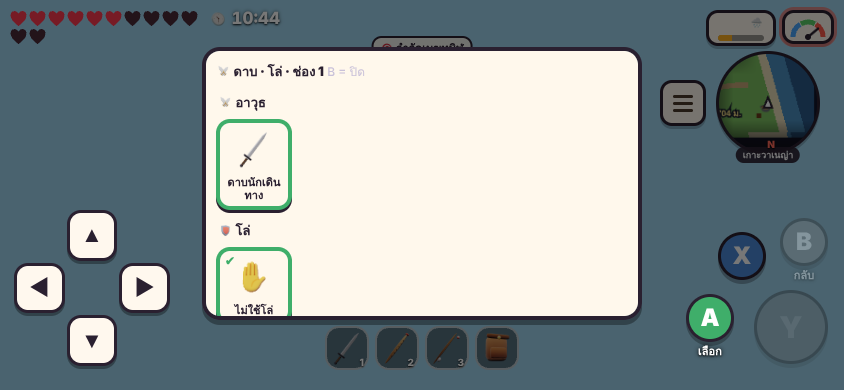 10:44
ดาบ · โล่ · ช่อง 1 B = ปิด
อาวุธ
ดาบนักเดิน
ทาง
โล่
✔
ไม่ใช้โล่
N
เกาะวาเนญ่า
X
B
กลับ
A
เลือก
Y
1
2
3